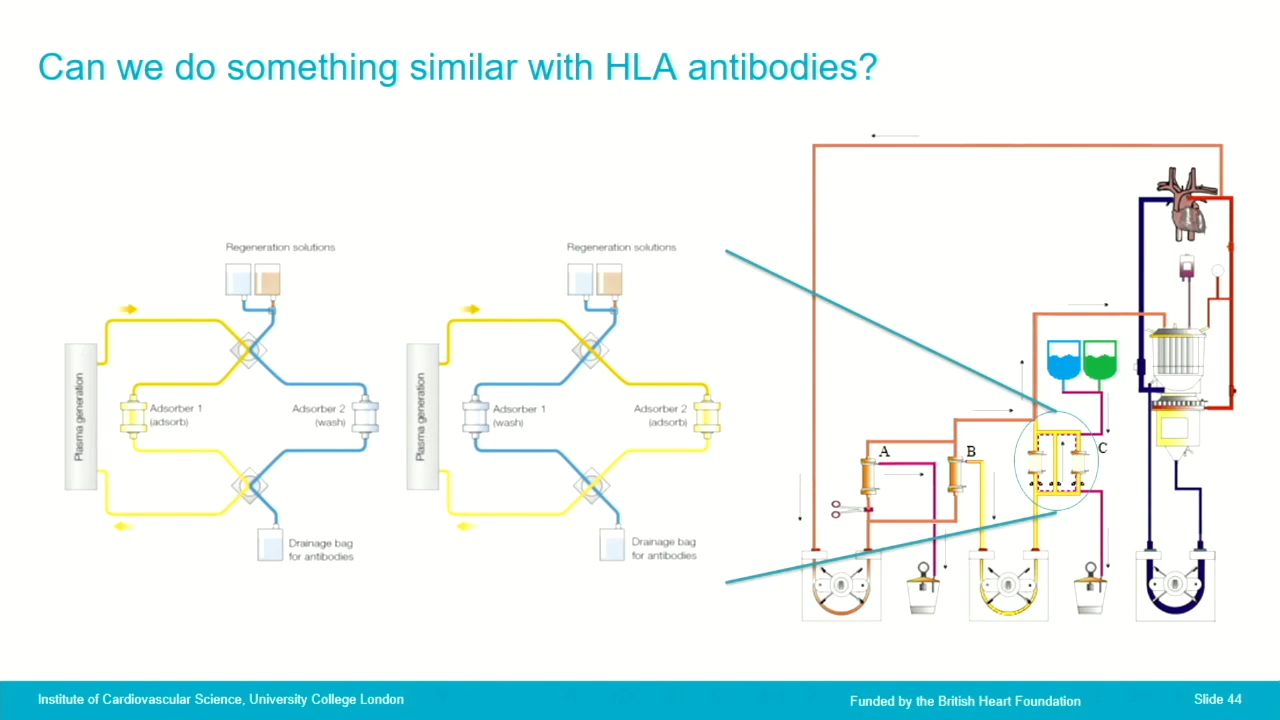 Can we do something similar with HLA antibodies?
Regeneration solutions
Plasma generation
Adsorber 1
(adsorb)
Adsorber 2
(wash)
Drainage bag
for antibodies
Regeneration solutions
Plasma generation
Adsorber 1
(wash)
Adsorber 2
(adsorb)
Drainage bag
for antibodies
A
B
C
Institute of Cardiovascular Science, University College London
Funded by the British Heart Foundation
Slide 44